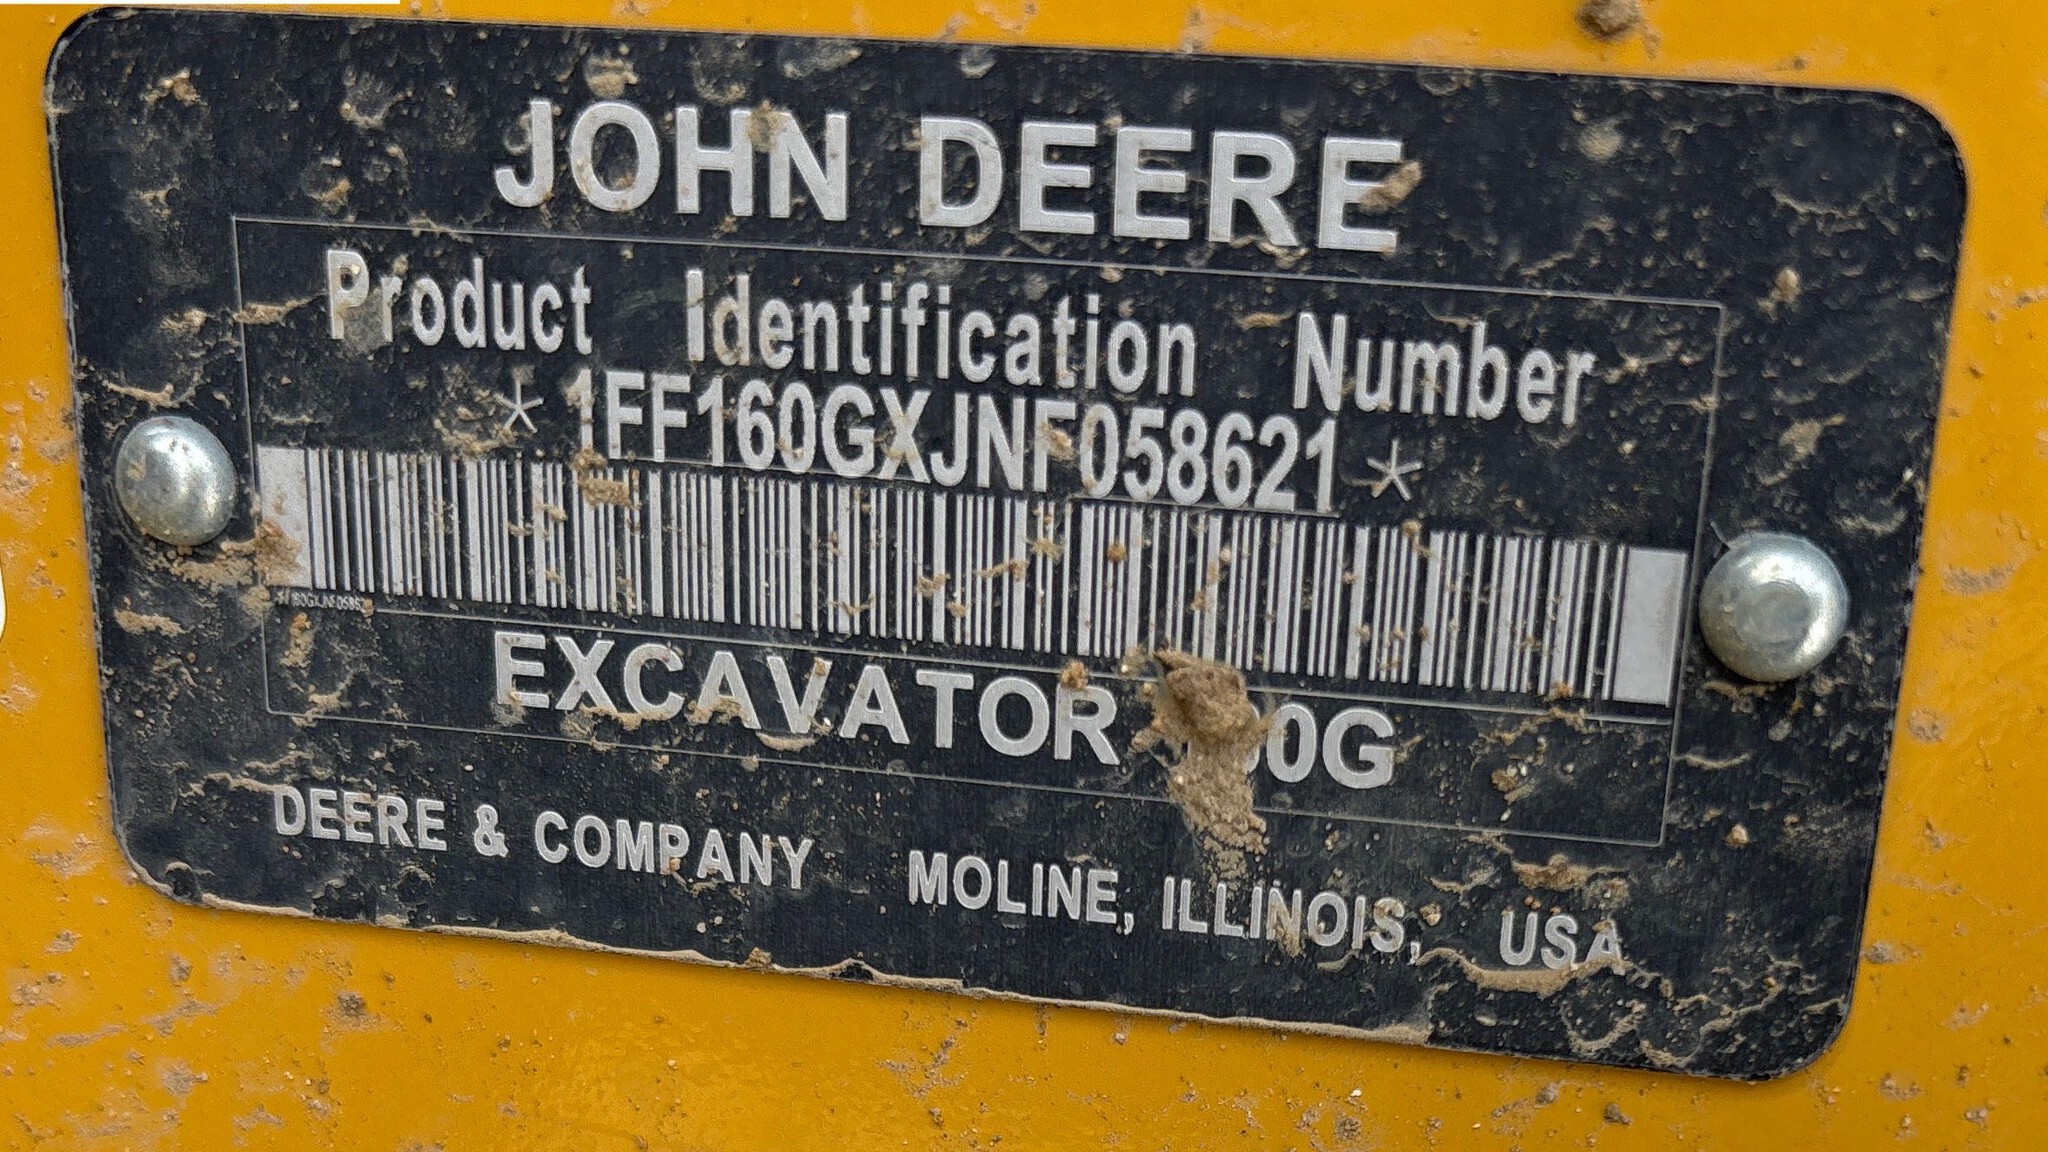 JOHN DEERE
Product Identification Number
* 1FF160GXJNF058621 *
EXCAVATOR
DEERE & COMPANY MOLINE, ILLINOIS, USA